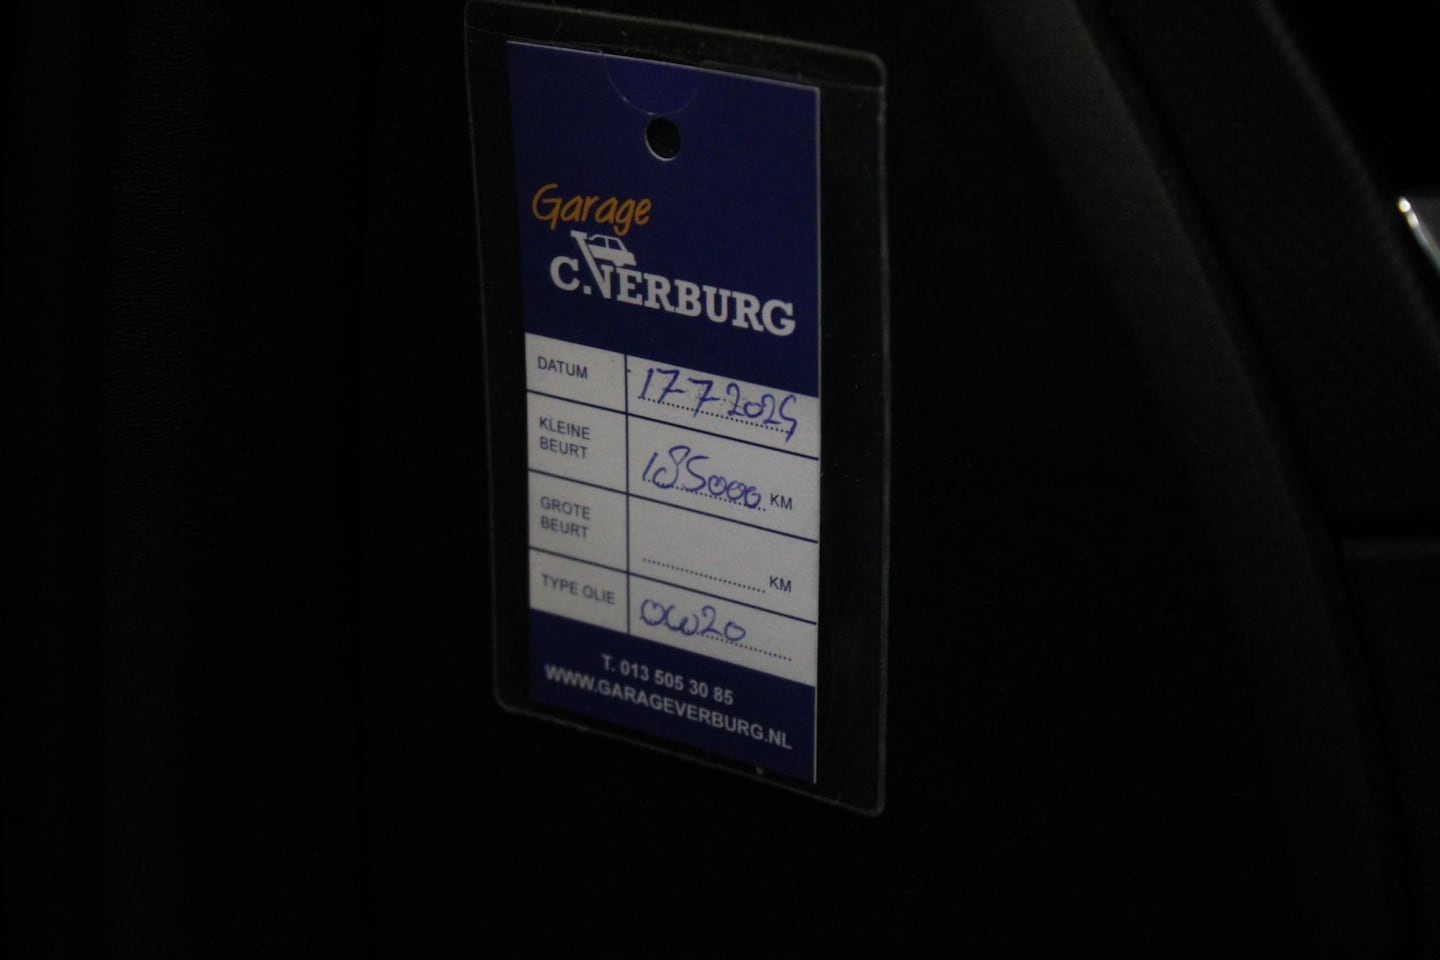 Garage
C.VERBURG
DATUM 17-7-2025
KLEINE
BEURT 185000 KM
GROTE
BEURT KM
TYPE OLIE 0W20
T. 013 505 30 85
WWW.GARAGEVERBURG.NL